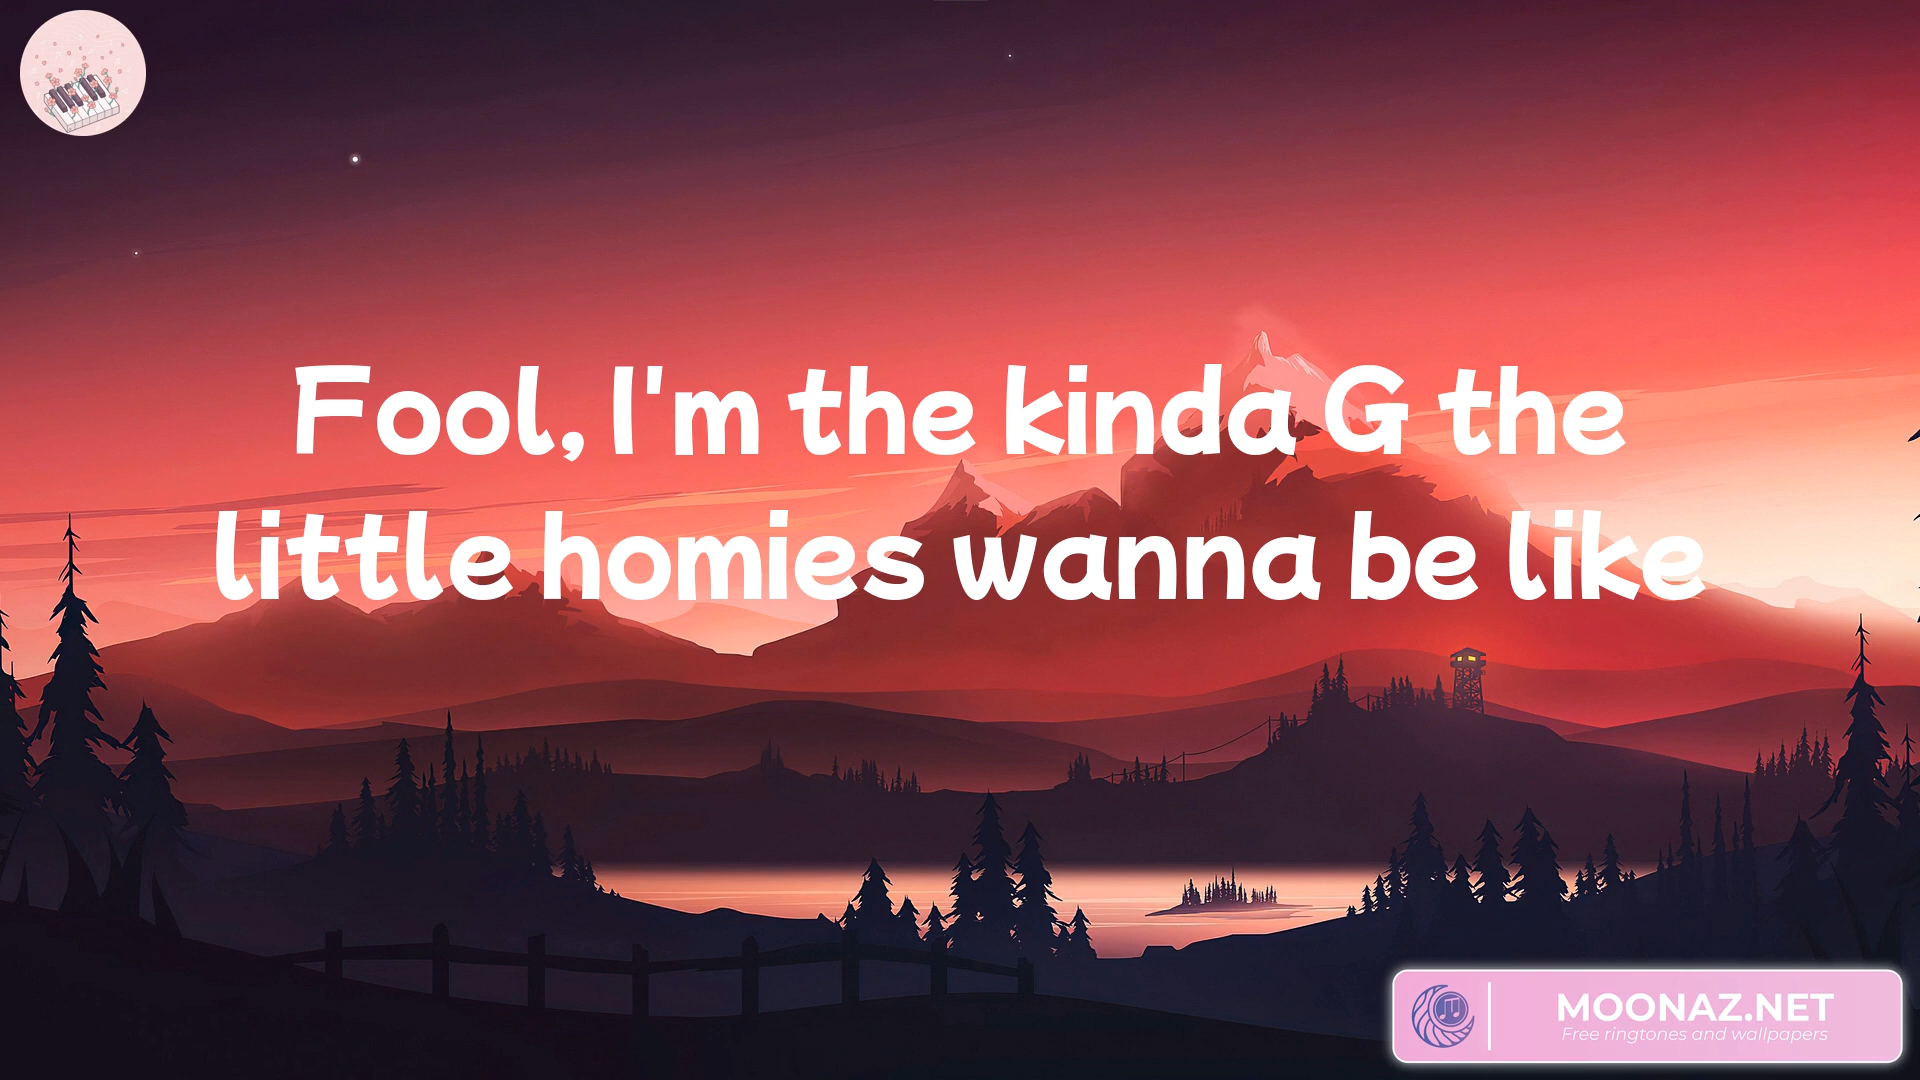 Fool, I'm the kinda G the
little homies wanna be like
MOONAZ.NET
Free ringtones and wallpapers